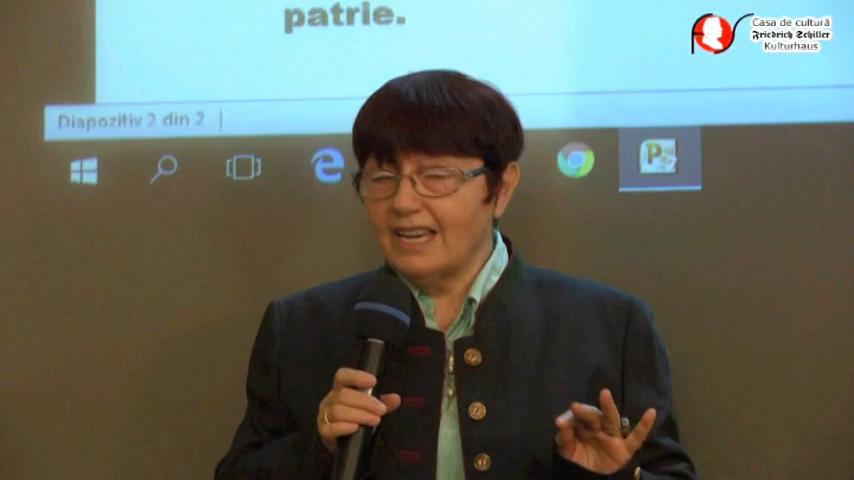 patrie.
Casa de cultură
Friedrich Schiller
Kulturhaus
Diapozitiv 2 din 2